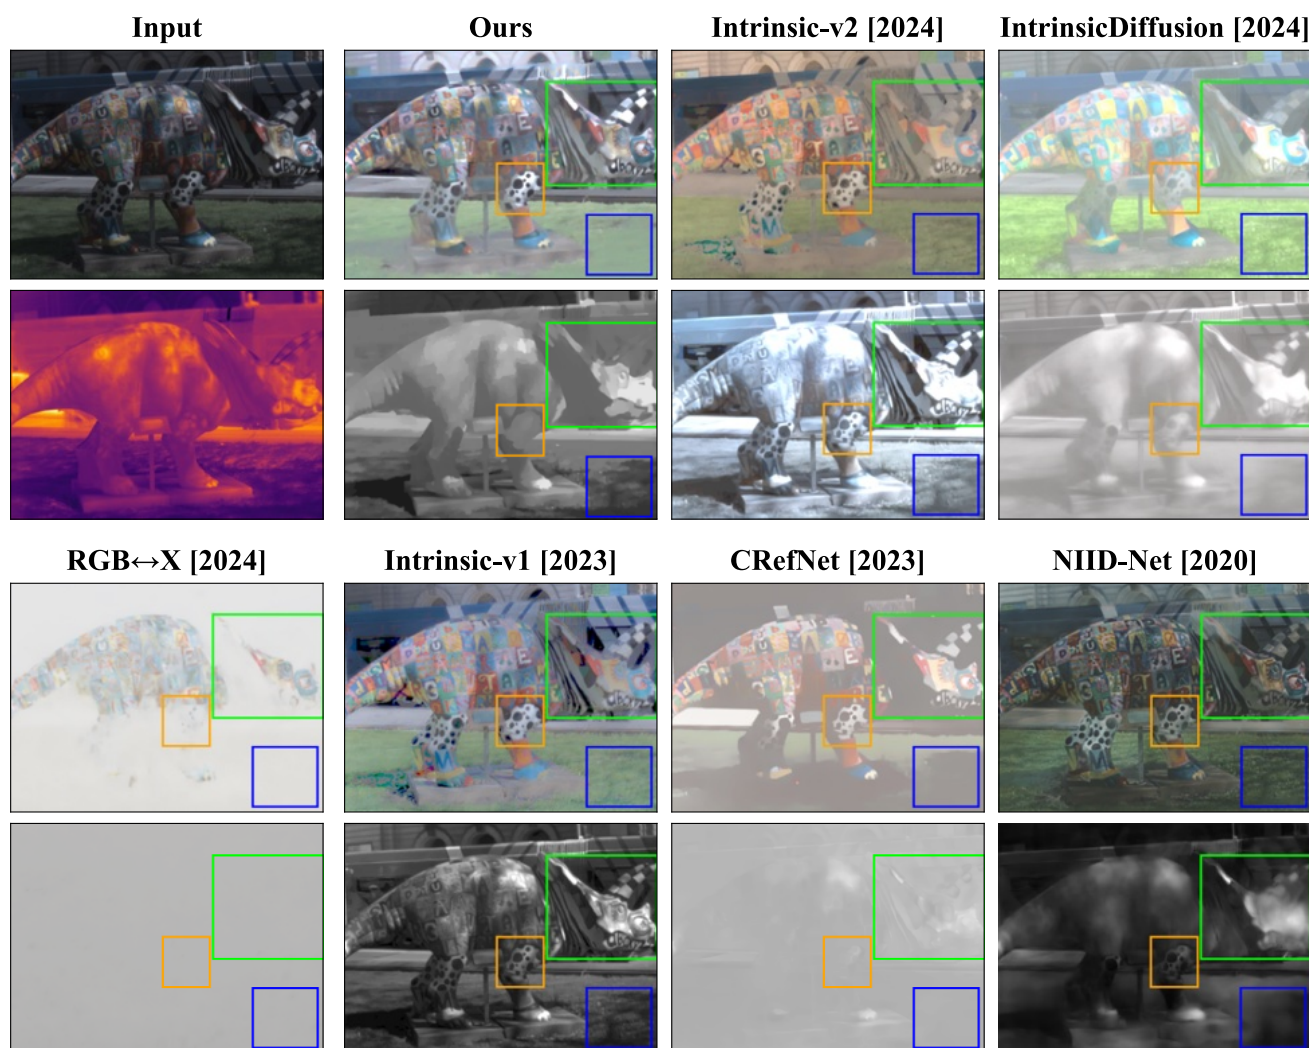 Input Ours Intrinsic-v2 [2024] IntrinsicDiffusion [2024]
RGB↔X [2024] Intrinsic-v1 [2023] CRefNet [2023] NIID-Net [2020]